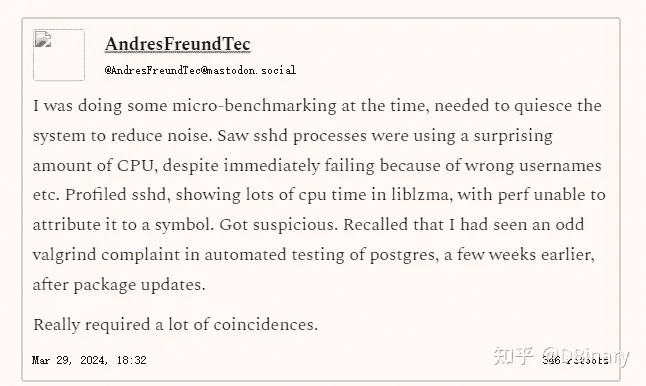 AndresFreundTec
@AndresFreundTec@mastodon.social
I was doing some micro-benchmarking at the time, needed to quiesce the
system to reduce noise. Saw sshd processes were using a surprising
amount of CPU, despite immediately failing because of wrong usernames
etc. Profiled sshd, showing lots of cpu time in liblzma, with perf unable to
attribute it to a symbol. Got suspicious. Recalled that I had seen an odd
valgrind complaint in automated testing of postgres, a few weeks earlier,
after package updates.
Really required a lot of coincidences.
Mar 29, 2024, 18:32
知乎 @DBinary